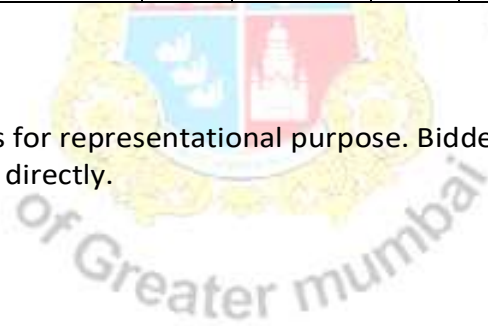 s for representational purpose. Bidde
directly.
of Greater mumbai